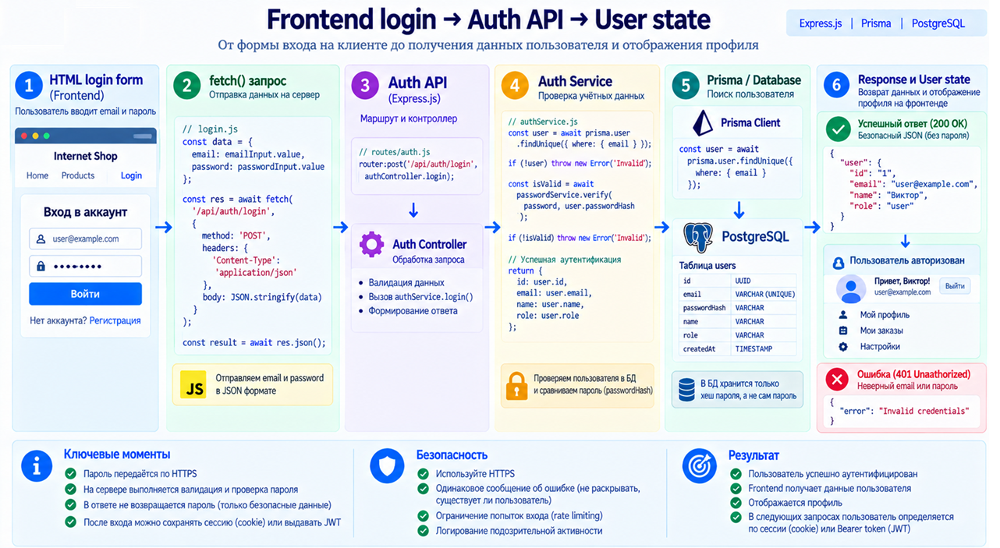 Frontend login → Auth API → User state
От формы входа на клиенте до получения данных пользователя и отображения профиля
Express.js | Prisma | PostgreSQL
1
HTML login form
(Frontend)
Пользователь вводит email и пароль
Internet Shop
Home Products Login
Вход в аккаунт
user@example.com
Войти
Нет аккаунта? Регистрация
2
fetch() запрос
Отправка данных на сервер
// login.js
const data = {
email: emailInput.value,
password: passwordInput.value
};
const res = await fetch(
'/api/auth/login',
{
method: 'POST',
headers: {
'Content-Type':
'application/json'
},
body: JSON.stringify(data)
}
);
const result = await res.json();
JS
Отправляем email и password
в JSON формате
3
Auth API
(Express.js)
Маршрут и контроллер
// routes/auth.js
router:post('/api/auth/login',
authController.login);
Auth Controller
Обработка запроса
• Валидация данных
• Вызов authService.login()
• Формирование ответа
4
Auth Service
Проверка учётных данных
// authService.js
const user = await prisma.user
.findUnique({ where: { email } });
if (!user) throw new Error('Invalid');
const isValid = await
passwordService.verify(
password, user.passwordHash
);
if (!isValid) throw new Error('Invalid');
// Успешная аутентификация
return {
id: user.id,
email: user.email,
name: user.name,
role: user.role
};
Проверяем пользователя в БД
и сравниваем пароль (passwordHash)
5
Prisma / Database
Поиск пользователя
Prisma Client
const user = await
prisma.user.findUnique({
where: { email }
});
PostgreSQL
Таблица users
id UUID
email VARCHAR (UNIQUE)
passwordHash VARCHAR
name VARCHAR
role VARCHAR
createdAt TIMESTAMP
В БД хранится только
хеш пароля, а не сам пароль
6
Response и User state
Возврат данных и отображение
профиля на фронтенде
Успешный ответ (200 OK)
Безопасный JSON (без пароля)
{
"user": {
"id": "1",
"email": "user@example.com",
"name": "Виктор",
"role": "user"
}
}
Пользователь авторизован
Привет, Виктор!
user@example.com
Выйти
Мой профиль
Мои заказы
Настройки
Ошибка (401 Unaathorized)
Неверный email или пароль
{
"error": "Invalid credentials"
}
Ключевые моменты
Пароль передаётся по HTTPS
На сервере выполняется валидация и проверка пароля
В ответе не возвращается пароль (только безопасные данные)
После входа можно сохранять сессию (cookie) или выдавать JWT
Безопасность
Используйте HTTPS
Одинаковое сообщение об ошибке (не раскрывать,
существует ли пользователь)
Ограничение попыток входа (rate limiting)
Логирование подозрительной активности
Результат
Пользователь успешно аутентифицирован
Frontend получает данные пользователя
Отображается профиль
В следующих запросах пользователь определяется
по сессии (cookie) или Bearer token (JWT)